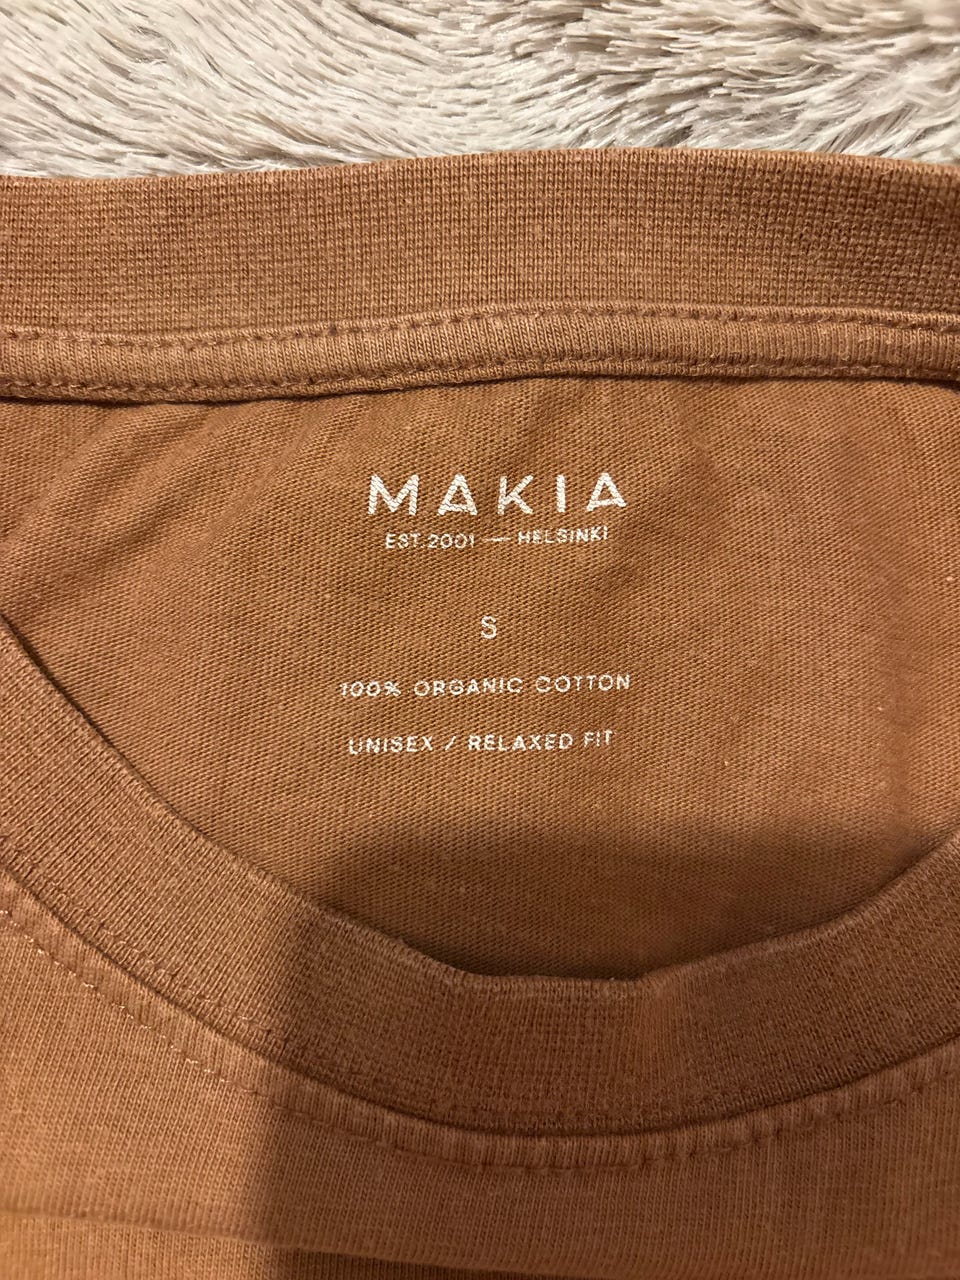 MAKIA
EST.2001 — HELSINKI
S
100% ORGANIC COTTON
UNISEX / RELAXED FIT